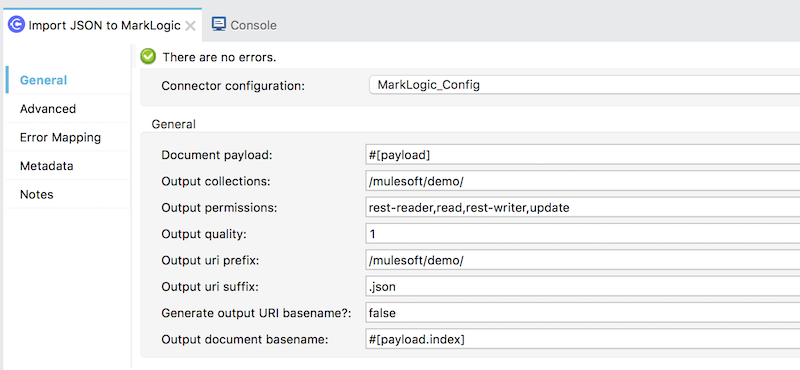 Import JSON to MarkLogic Console
There are no errors.
General
Advanced
Error Mapping
Metadata
Notes
Connector configuration: MarkLogic_Config
General
Document payload: #[payload]
Output collections: /mulesoft/demo/
Output permissions: rest-reader,read,rest-writer,update
Output quality: 1
Output uri prefix: /mulesoft/demo/
Output uri suffix: .json
Generate output URI basename?: false
Output document basename: #[payload.index]